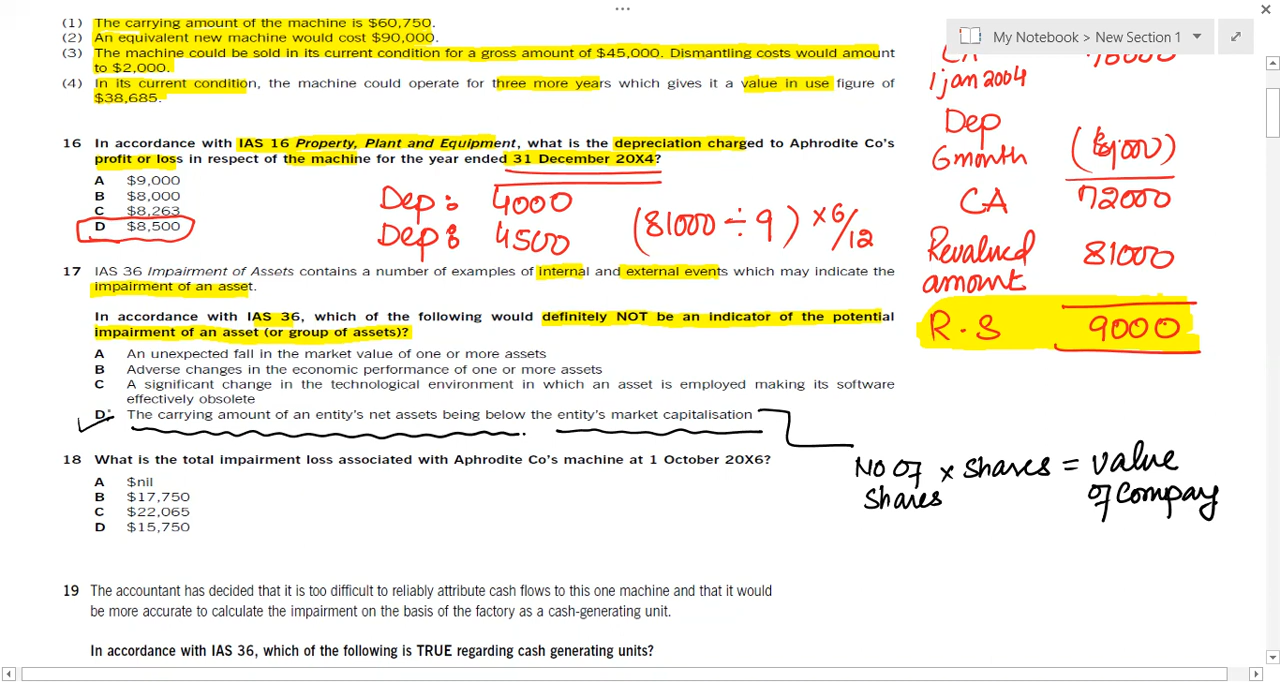 (1) The carrying amount of the machine is $60,750.
(2) An equivalent new machine would cost $90,000.
(3) The machine could be sold in its current condition for a gross amount of $45,000. Dismantling costs would amount
to $2,000.
(4) In its current condition, the machine could operate for three more years which gives it a value in use figure of
$38,685.
16 In accordance with IAS 16 Property, Plant and Equipment, what is the depreciation charged to Aphrodite Co's
profit or loss in respect of the machine for the year ended 31 December 20X4?
A $9,000
B $8,000
C $8,263
D $8,500
Dep: 4000
Dep: 4500 (81000 ÷ 9) × 6/12
17 IAS 36 Impairment of Assets contains a number of examples of internal and external events which may indicate the
impairment of an asset.
In accordance with IAS 36, which of the following would definitely NOT be an indicator of the potential
impairment of an asset (or group of assets)?
A An unexpected fall in the market value of one or more assets
B Adverse changes in the economic performance of one or more assets
C A significant change in the technological environment in which an asset is employed making its software
effectively obsolete
D The carrying amount of an entity's net assets being below the entity's market capitalisation
18 What is the total impairment loss associated with Aphrodite Co's machine at 1 October 20X6?
A $nil
B $17,750
C $22,065
D $15,750
19 The accountant has decided that it is too difficult to reliably attribute cash flows to this one machine and that it would
be more accurate to calculate the impairment on the basis of the factory as a cash-generating unit.
In accordance with IAS 36, which of the following is TRUE regarding cash generating units?
My Notebook > New Section 1
1 jan 2004
Dep
6 month
CA 72000
Revalued 81000
amount
R.S 9000
No of × shares = value
shares of Compay